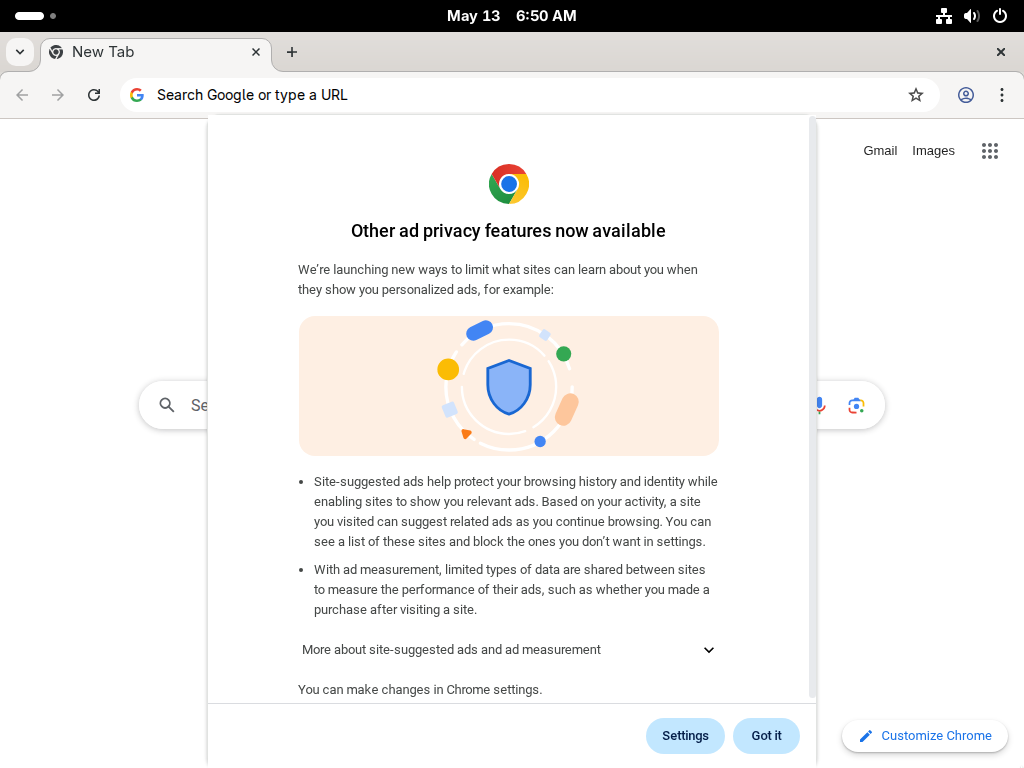 May 13 6:50 AM
New Tab
Search Google or type a URL
Gmail Images
Other ad privacy features now available
We're launching new ways to limit what sites can learn about you when
they show you personalized ads, for example:
Se
• Site-suggested ads help protect your browsing history and identity while
enabling sites to show you relevant ads. Based on your activity, a site
you visited can suggest related ads as you continue browsing. You can
see a list of these sites and block the ones you don't want in settings.
• With ad measurement, limited types of data are shared between sites
to measure the performance of their ads, such as whether you made a
purchase after visiting a site.
More about site-suggested ads and ad measurement
You can make changes in Chrome settings.
Settings Got it
Customize Chrome